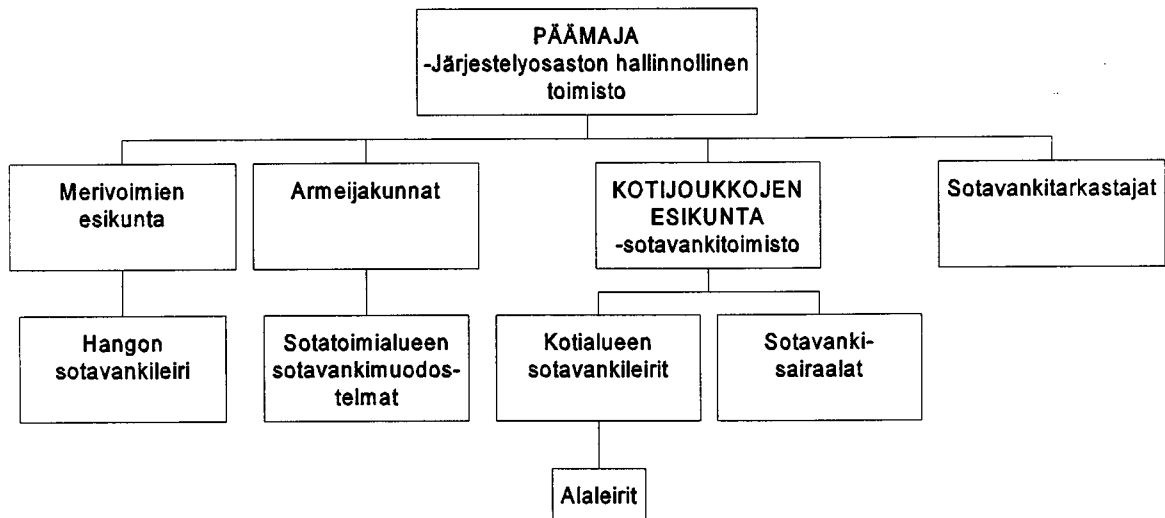 PÄÄMAJA
-Järjestelyosaston hallinnollinen
toimisto
Merivoimien
esikunta
Armeijakunnat
KOTIJOUKKOJEN
ESIKUNTA
-sotavankitoimisto
Sotavankitarkastajat
Hangon
sotavankileiri
Sotatoimialueen
sotavankimuodos-
telmat
Kotialueen
sotavankileirit
Sotavanki-
sairaalat
Alaleirit